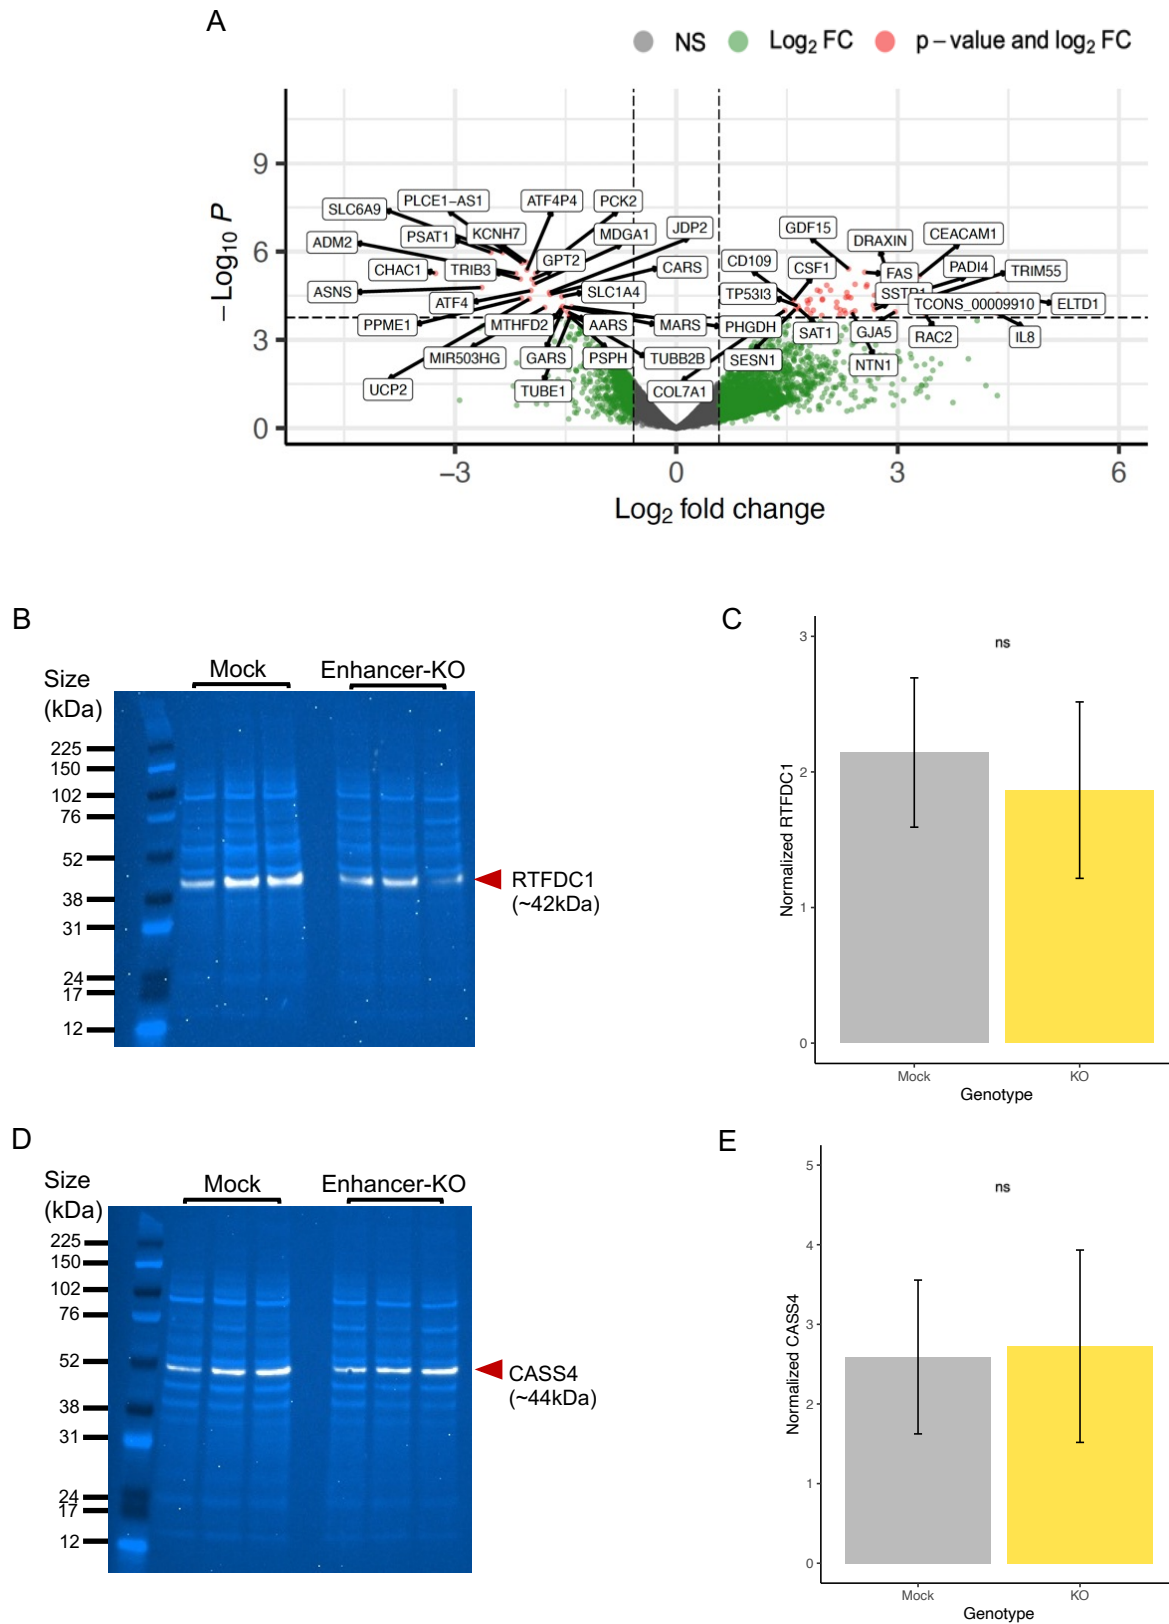 A
NS Log2 FC p – value and log2 FC
SLC6A9 PLCE1−AS1 ATF4P4 PCK2
ADM2 PSAT1 KCNH7 MDGA1 JDP2 GDF15 DRAXIN CEACAM1
CHAC1 TRIB3 GPT2 CARS CD109 CSF1 FAS PADI4 TRIM55
ASNS ATF4 SLC1A4 TP53I3 TCONS_00009910 ELTD1
PPME1 MTHFD2 AARS MARS PHGDH SAT1 GJA5 RAC2 IL8
UCP2 MIR503HG GARS PSPH TUBB2B SESN1 NTN1
TUBE1 COL7A1
−Log10 P
9
6
3
0
−3 0 3 6
Log2 fold change
B
Size
(kDa)
Mock Enhancer-KO
225
150
102
76
52
38
31
24
17
12
RTFDC1
(~42kDa)
C
ns
Normalized RTFDC1
3
2
1
0
Mock KO
Genotype
D
Size
(kDa)
Mock Enhancer-KO
225
150
102
76
52
38
31
24
17
12
CASS4
(~44kDa)
E
ns
Normalized CASS4
5
4
3
2
1
0
Mock KO
Genotype